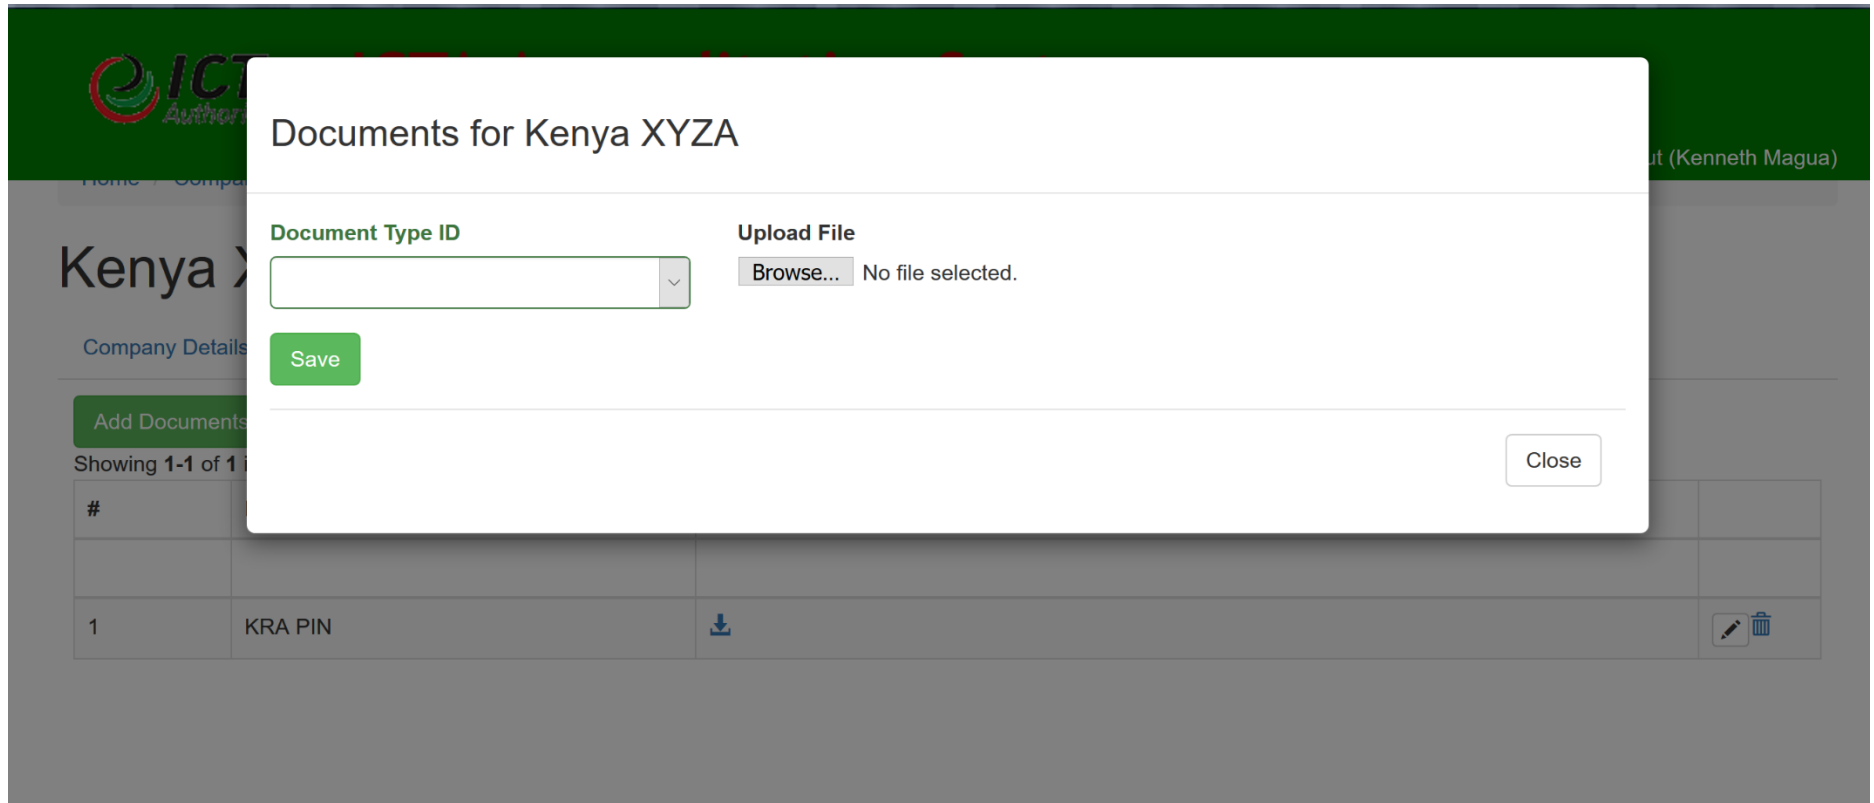 ICT
Documents for Kenya XYZA
(Kenneth Magua)
Home /
Kenya
Document Type ID
Upload File
Browse... No file selected.
Company Details
Save
Add Documents
Close
Showing 1-1 of 1
#
1
KRA PIN